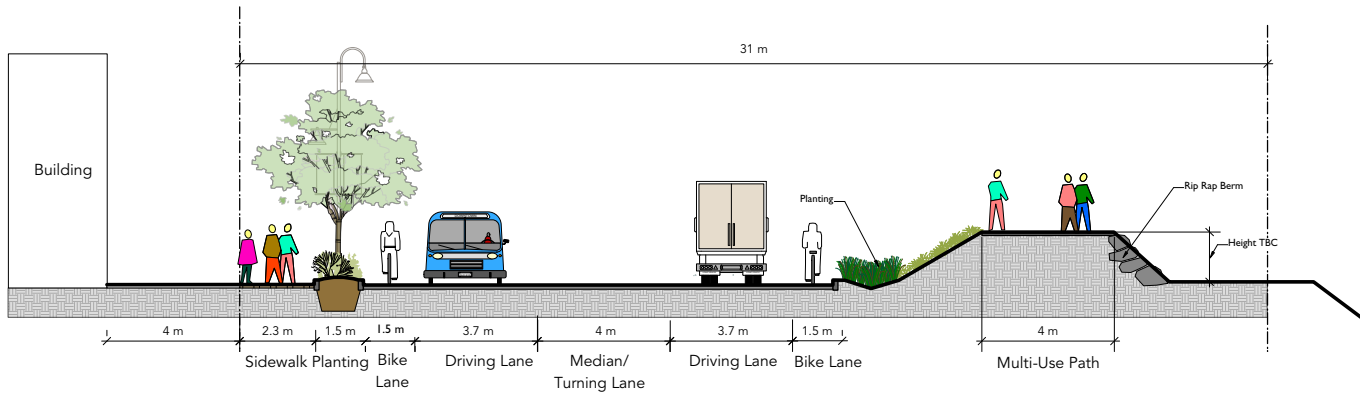 31 m
Building
Planting
Rip Rap Berm
Height TBC
4 m
2.3 m
1.5 m
1.5 m
3.7 m
4 m
3.7 m
1.5 m
4 m
Sidewalk
Planting
Bike
Lane
Driving Lane
Median/
Turning Lane
Driving Lane
Bike Lane
Multi-Use Path